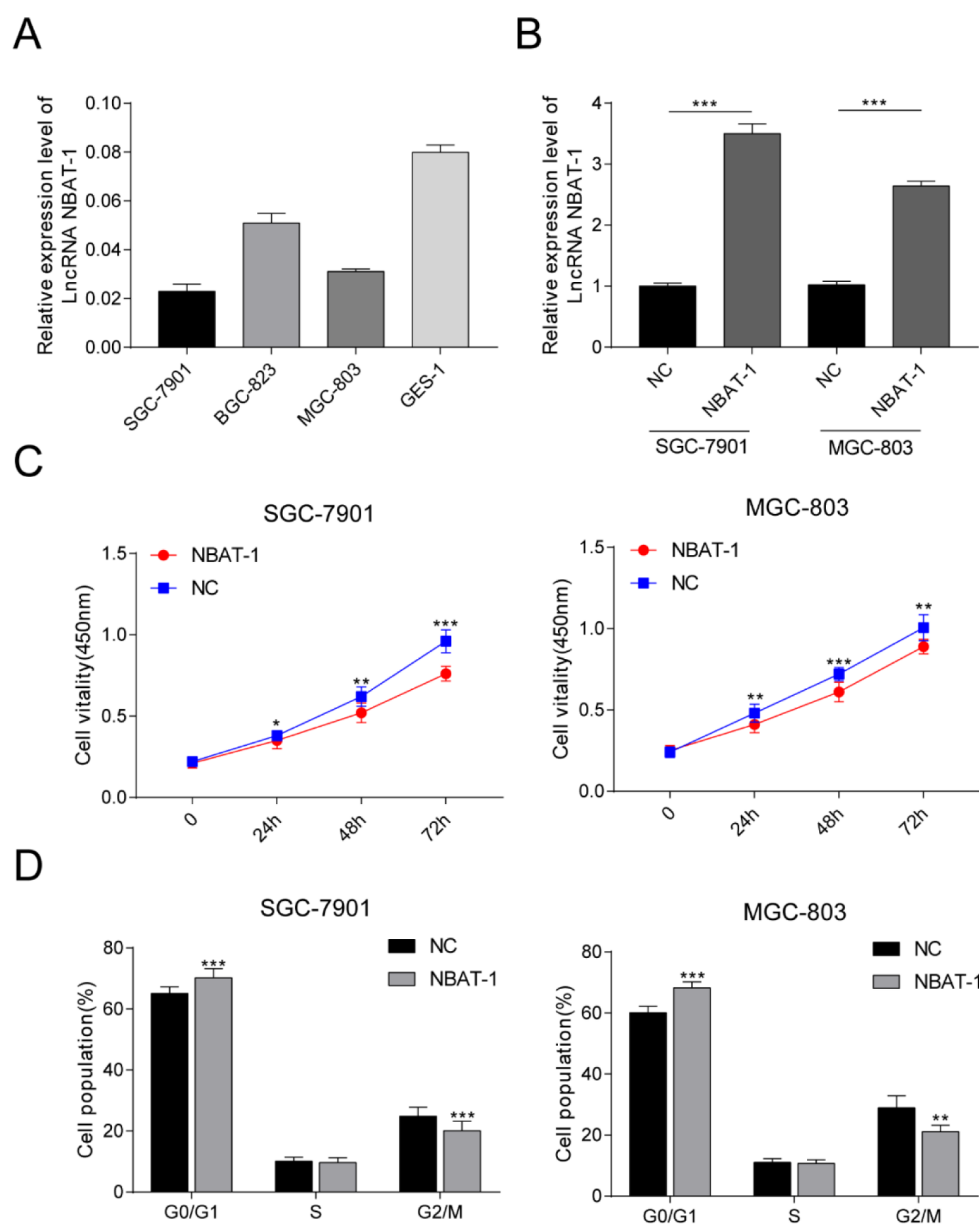 A
Relative expression level of
LncRNA NBAT-1
0.10
0.08
0.06
0.04
0.02
0.00
SGC-7901
BGC-823
MGC-803
GES-1
B
Relative expression level of
LncRNA NBAT-1
4
3
2
1
0
***
***
NC
NBAT-1
NC
NBAT-1
SGC-7901
MGC-803
C
SGC-7901
NBAT-1
NC
Cell vitality(450nm)
1.5
1.0
0.5
0.0
*
**
***
0
24h
48h
72h
MGC-803
NBAT-1
NC
Cell vitality(450nm)
1.5
1.0
0.5
0.0
**
***
**
0
24h
48h
72h
D
SGC-7901
NC
NBAT-1
Cell population(%)
80
60
40
20
0
***
***
G0/G1
S
G2/M
MGC-803
NC
NBAT-1
Cell population(%)
80
60
40
20
0
***
**
G0/G1
S
G2/M